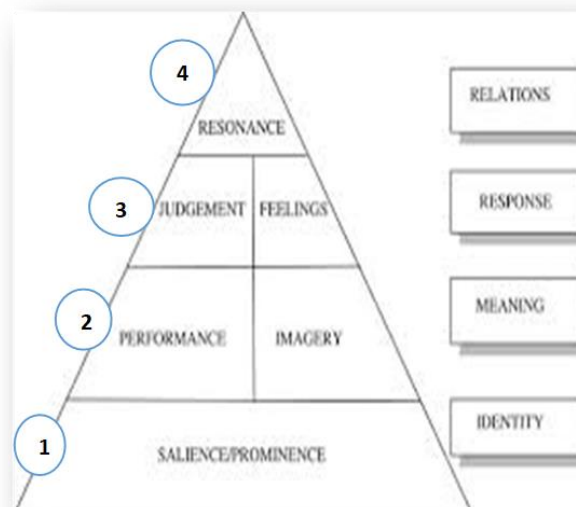 4
RELATIONS
RESONANCE
3
JUDGEMENT FEELINGS
RESPONSE
2
PERFORMANCE IMAGERY
MEANING
1
SALIENCE/PROMINENCE
IDENTITY